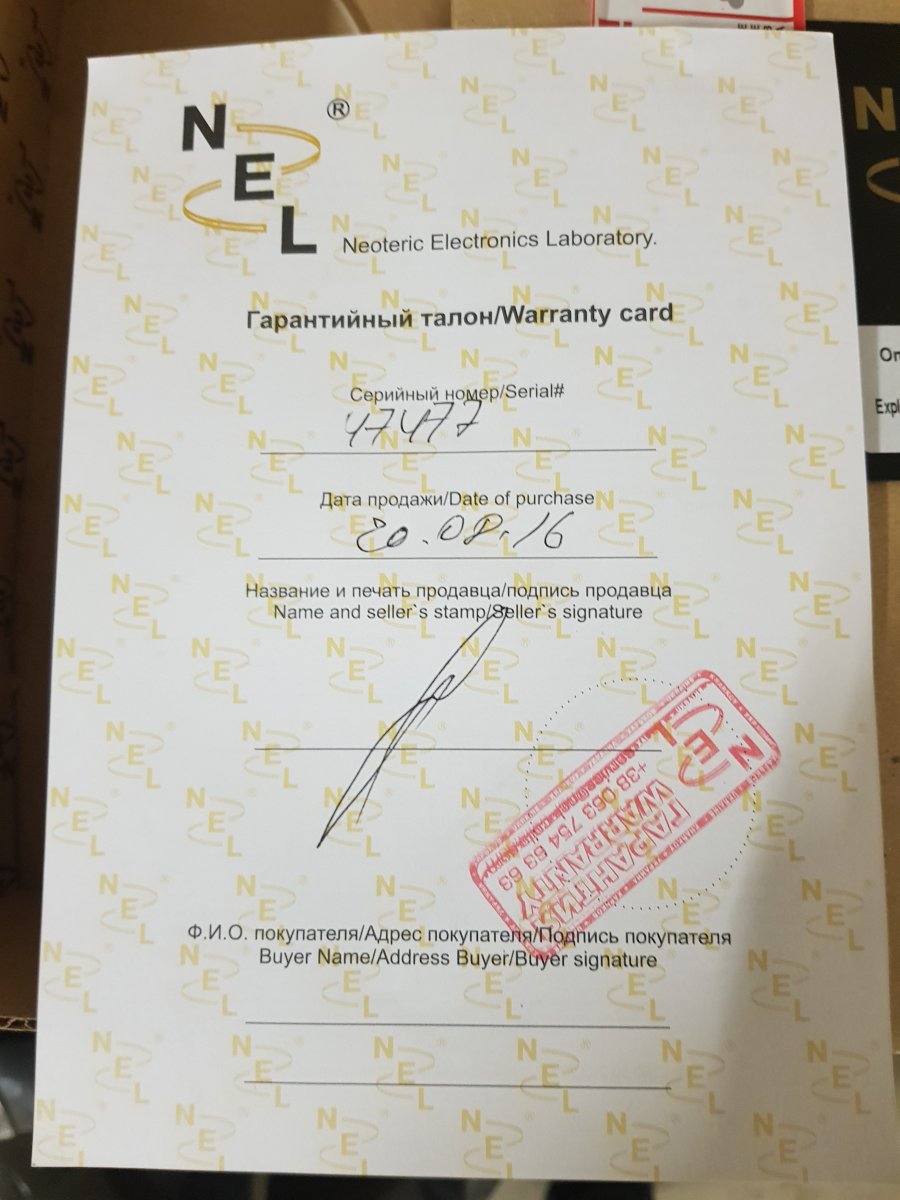 N
®
E
L
Neoteric Electronics Laboratory.
Гарантийный талон/Warranty card
Серийный номер/Serial#
47477
Дата продажи/Date of purchase
20.08.16
Название и печать продавца/подпись продавца
Name and seller`s stamp/Seller`s signature
NEL
ГАРАНТИЯ
WARRANTY
+38 063 754 63 63
Ф.И.О. покупателя/Адрес покупателя/Подпись покупателя
Buyer Name/Address Buyer/Buyer signature
N
On
Expl